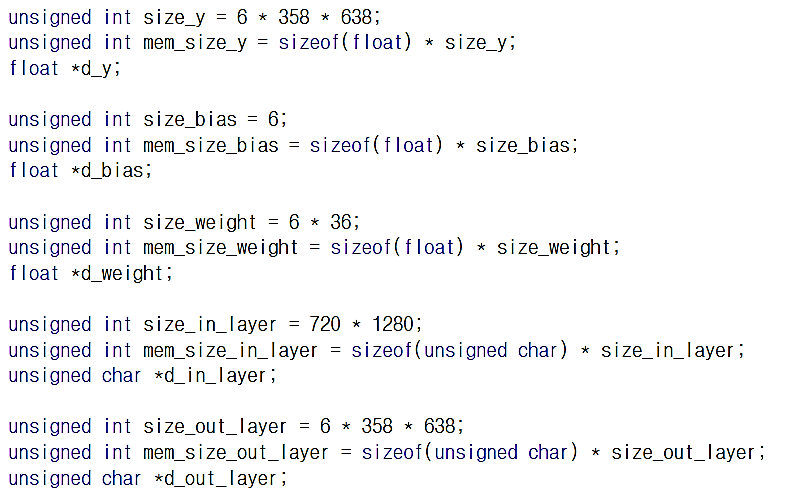 unsigned int size_y = 6 * 358 * 638;
unsigned int mem_size_y = sizeof(float) * size_y;
float *d_y;
unsigned int size_bias = 6;
unsigned int mem_size_bias = sizeof(float) * size_bias;
float *d_bias;
unsigned int size_weight = 6 * 36;
unsigned int mem_size_weight = sizeof(float) * size_weight;
float *d_weight;
unsigned int size_in_layer = 720 * 1280;
unsigned int mem_size_in_layer = sizeof(unsigned char) * size_in_layer;
unsigned char *d_in_layer;
unsigned int size_out_layer = 6 * 358 * 638;
unsigned int mem_size_out_layer = sizeof(unsigned char) * size_out_layer;
unsigned char *d_out_layer;